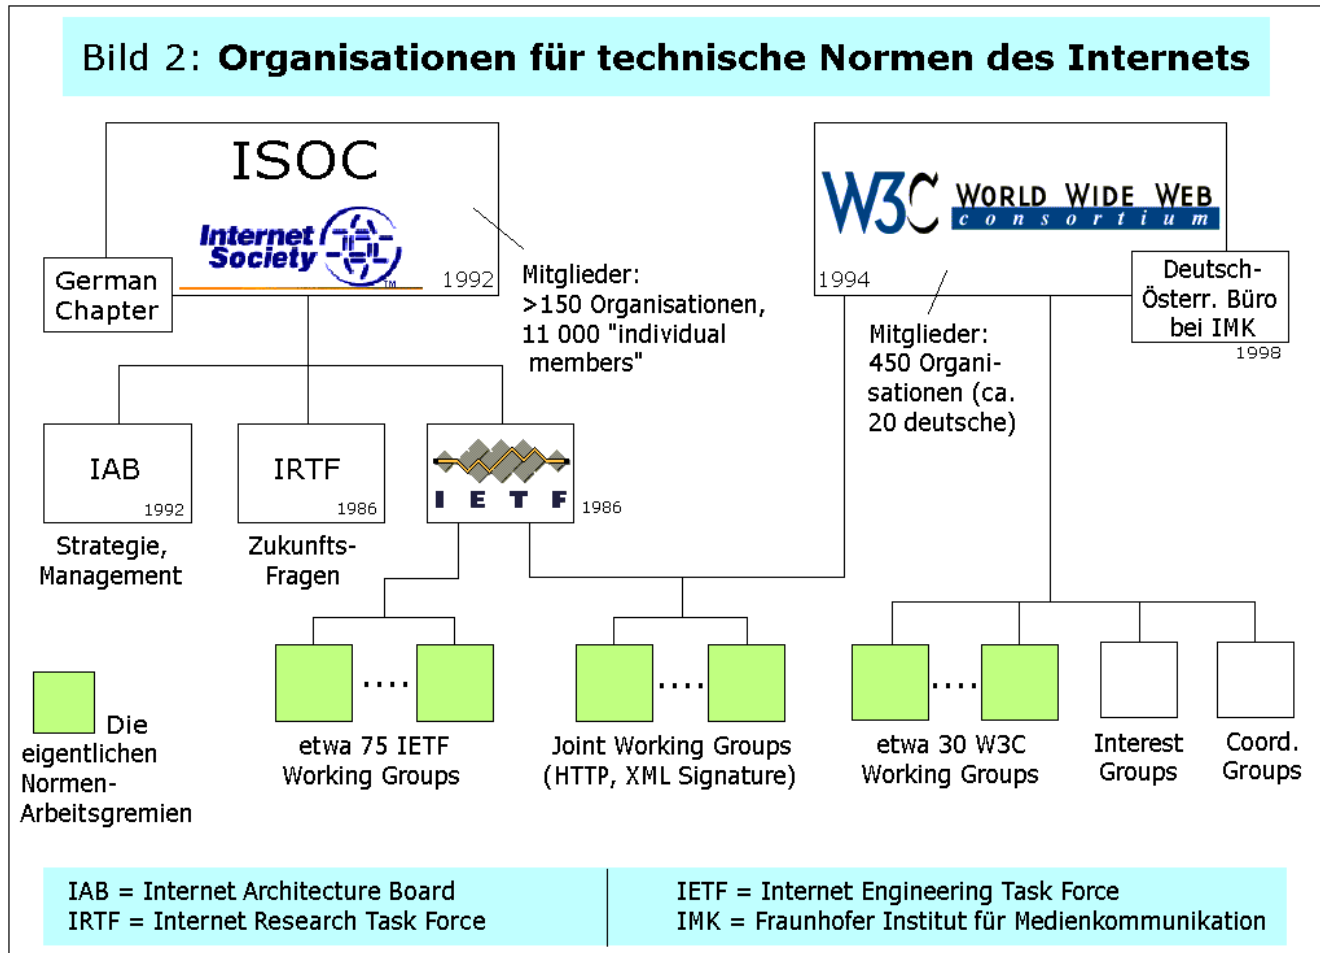 Bild 2: Organisationen für technische Normen des Internets
ISOC
Internet
Society
TM
1992
German
Chapter
Mitglieder:
>150 Organisationen,
11 000 "individual
members"
W3C WORLD WIDE WEB
consortium
1994
Deutsch-
Österr. Büro
bei IMK
1998
Mitglieder:
450 Organi-
sationen (ca.
20 deutsche)
IAB
1992
Strategie,
Management
IRTF
1986
Zukunfts-
Fragen
IETF
1986
....
etwa 75 IETF
Working Groups
....
Joint Working Groups
(HTTP, XML Signature)
....
etwa 30 W3C
Working Groups
Interest
Groups
Coord.
Groups
Die
eigentlichen
Normen-
Arbeitsgremien
IAB = Internet Architecture Board
IRTF = Internet Research Task Force
IETF = Internet Engineering Task Force
IMK = Fraunhofer Institut für Medienkommunikation